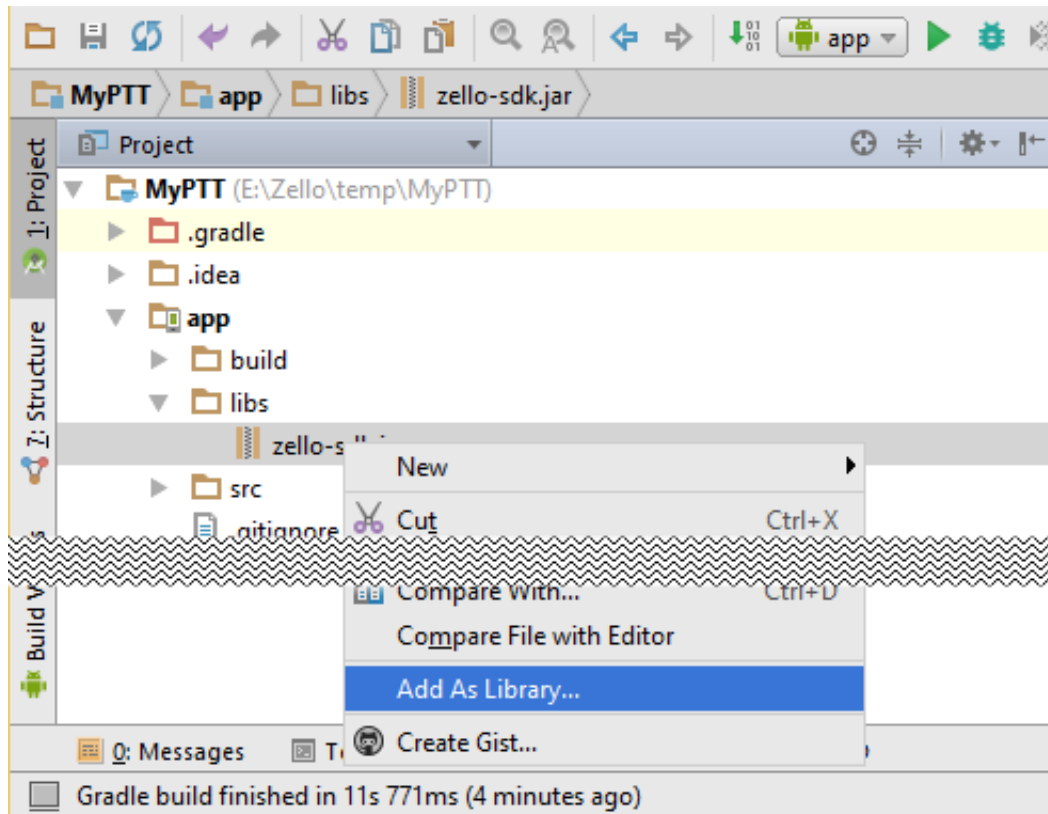 app
MyPTT app libs zello-sdk.jar
1: Project
Project
MyPTT (E:\Zello\temp\MyPTT)
.gradle
.idea
app
build
7: Structure
libs
New
src
Cut Ctrl+X
.gitignore
Build
Compare With... Ctrl+D
Compare File with Editor
Add As Library...
Create Gist...
0: Messages
Gradle build finished in 11s 771ms (4 minutes ago)